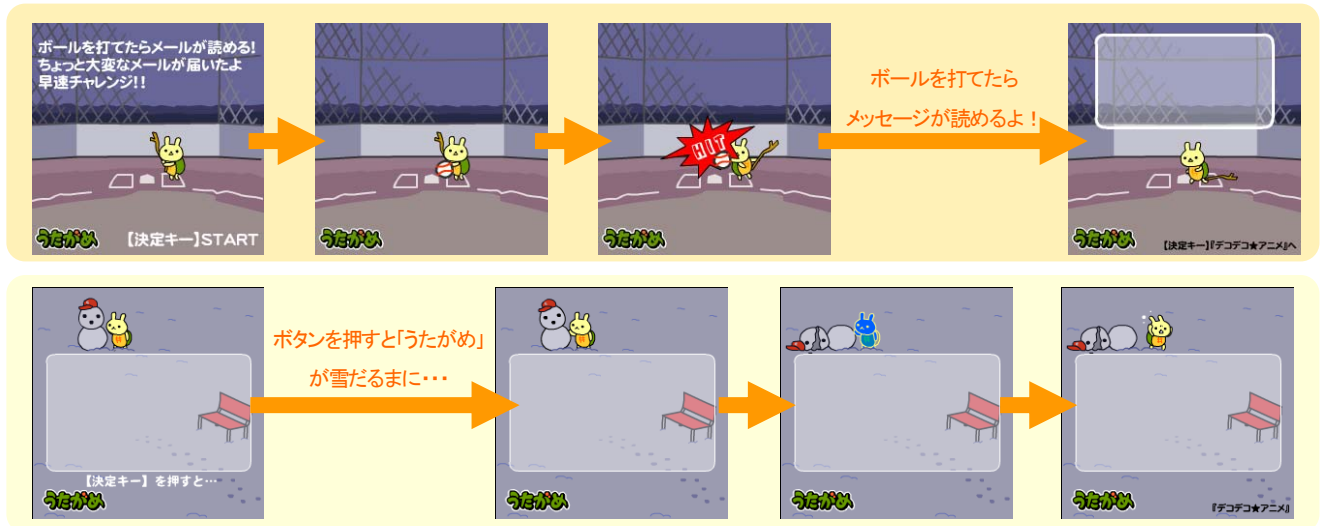 ボールを打てたらメールが読める!
ちょっと大変なメールが届いたよ
早速チャレンジ!!
うたがめ
【決定キー】START
うたがめ
HIT
うたがめ
ボールを打てたら
メッセージが読めるよ！
うたがめ
【決定キー】『デコデコ★アニメ』へ
【決定キー】を押すと…
うたがめ
ボタンを押すと「うたがめ」
が雪だるまに・・・
うたがめ
うたがめ
うたがめ
『デコデコ★アニメ』